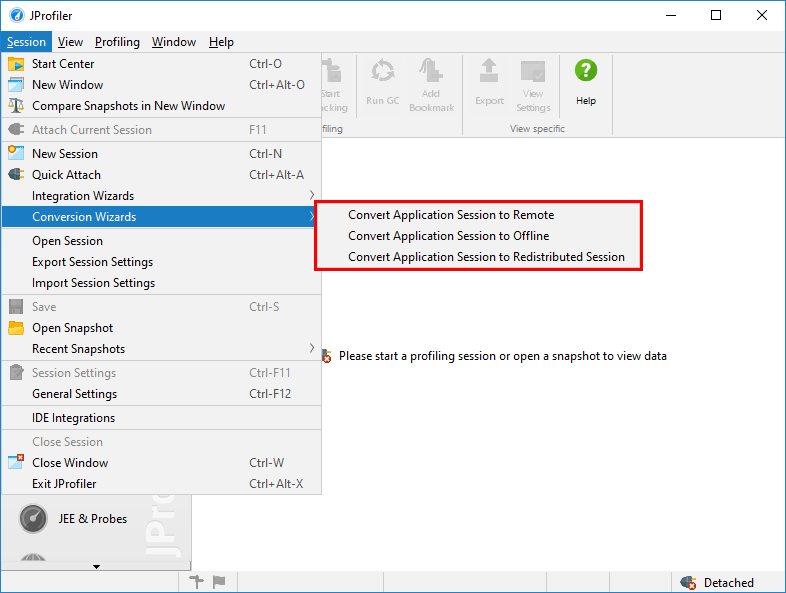 JProfiler
Session View Profiling Window Help
Start Center Ctrl-O
New Window Ctrl+Alt-O
Compare Snapshots in New Window
Attach Current Session F11
New Session Ctrl-N
Quick Attach Ctrl+Alt-A
Integration Wizards
Conversion Wizards
Open Session
Export Session Settings
Import Session Settings
Save Ctrl-S
Open Snapshot
Recent Snapshots
Session Settings Ctrl-F11
General Settings Ctrl-F12
IDE Integrations
Close Session
Close Window Ctrl-W
Exit JProfiler Ctrl+Alt-X
Start
cking
Run GC
Add
Bookmark
Export
View
Settings
Help
filing
View specific
Convert Application Session to Remote
Convert Application Session to Offline
Convert Application Session to Redistributed Session
Please start a profiling session or open a snapshot to view data
JEE & Probes
JPro
Detached